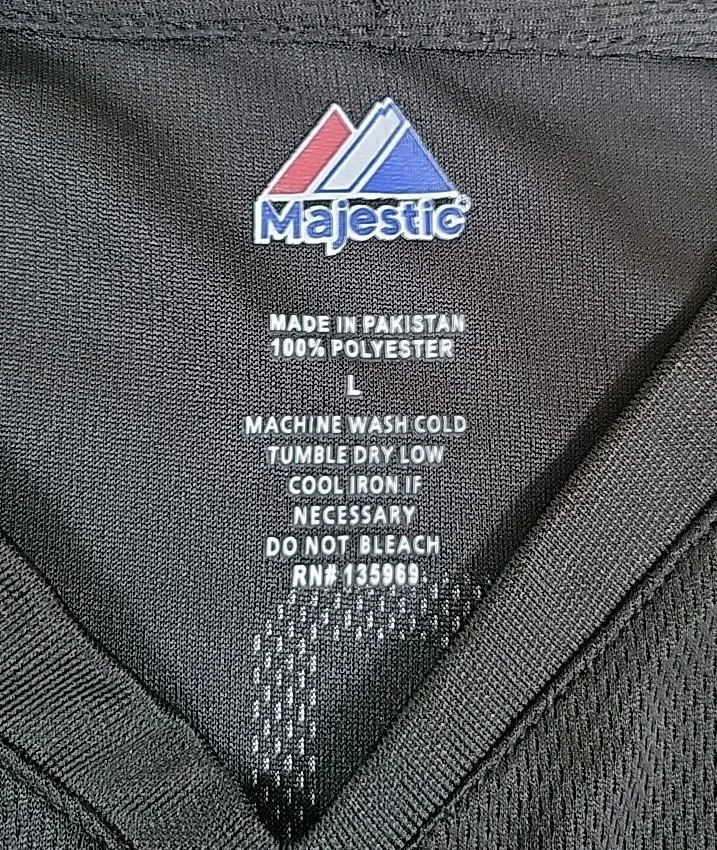 Majestic
MADE IN PAKISTAN
100% POLYESTER
L
MACHINE WASH COLD
TUMBLE DRY LOW
COOL IRON IF
NECESSARY
DO NOT BLEACH
RN# 135969